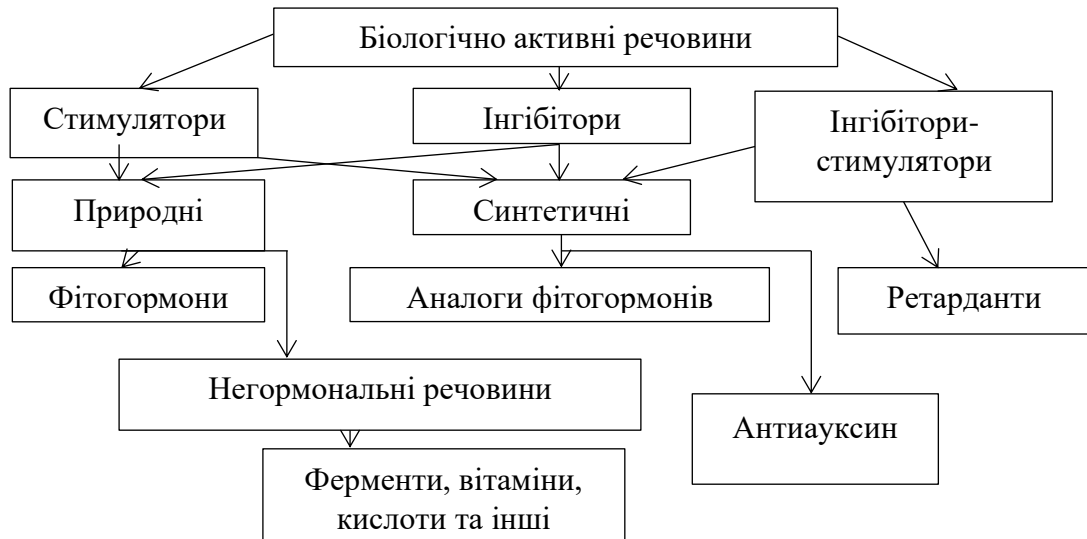 Біологічно активні речовини
Стимулятори
Інгібітори
Інгібітори-
стимулятори
Природні
Синтетичні
Фітогормони
Аналоги фітогормонів
Ретарданти
Негормональні речовини
Антиауксин
Ферменти, вітаміни,
кислоти та інші